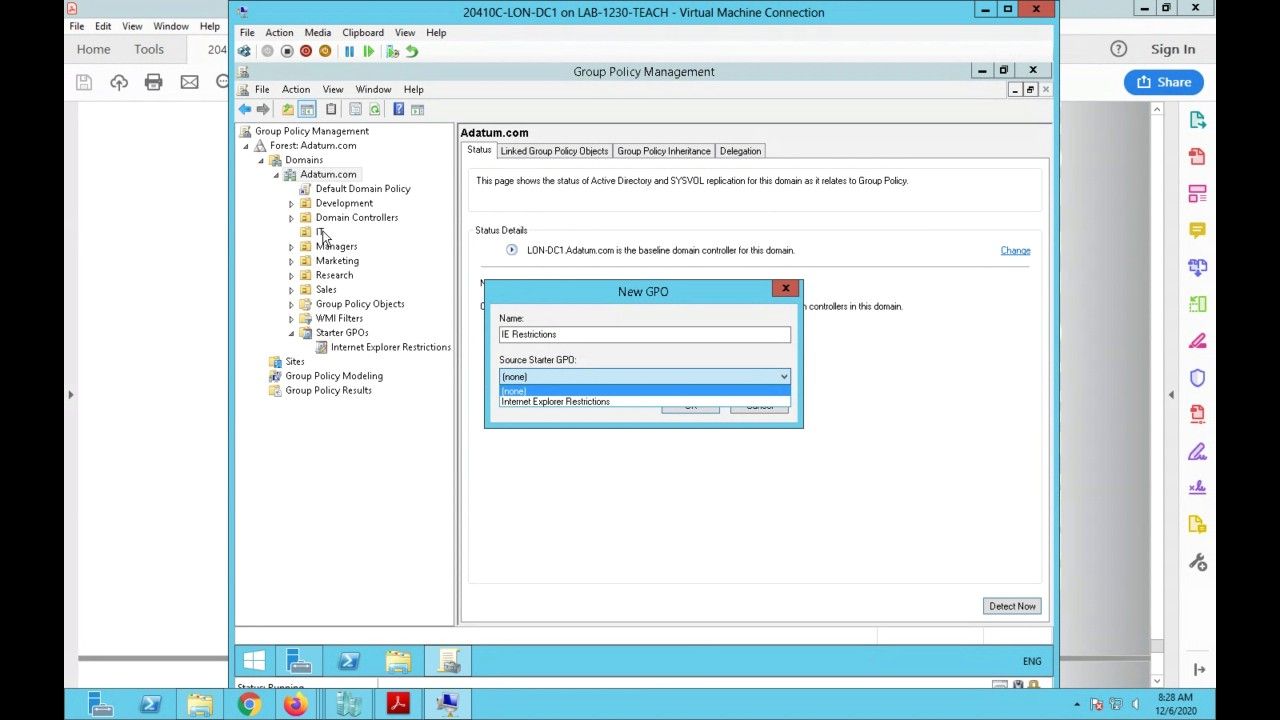 20410C-LON-DC1 on LAB-1230-TEACH - Virtual Machine Connection
File Edit View Window Help
File Action Media Clipboard View Help
Home Tools 204
Sign In
Share
Group Policy Management
File Action View Window Help
Group Policy Management
Forest: Adatum.com
Domains
Adatum.com
Default Domain Policy
Development
Domain Controllers
IT
Managers
Marketing
Research
Sales
Group Policy Objects
WMI Filters
Starter GPOs
Internet Explorer Restrictions
Sites
Group Policy Modeling
Group Policy Results
Adatum.com
Status Linked Group Policy Objects Group Policy Inheritance Delegation
This page shows the status of Active Directory and SYSVOL replication for this domain as it relates to Group Policy.
Status Details
LON-DC1.Adatum.com is the baseline domain controller for this domain.
Change
controllers in this domain.
New GPO
Name:
IE Restrictions
Source Starter GPO:
(none)
(none)
Internet Explorer Restrictions
Detect Now
ENG
Status: Running
8:28 AM
12/6/2020